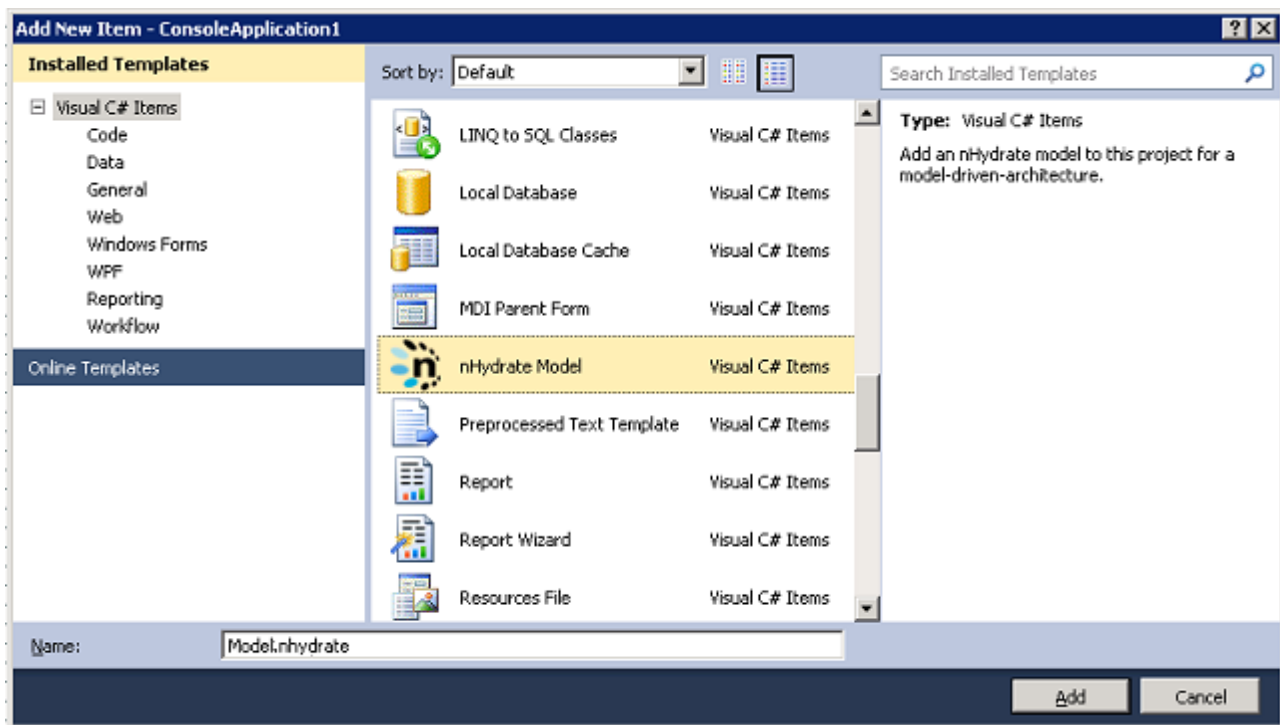 Add New Item - ConsoleApplication1
Installed Templates
Sort by: Default
Search Installed Templates
Visual C# Items
Code
Data
General
Web
Windows Forms
WPF
Reporting
Workflow
Online Templates
LINQ to SQL Classes Visual C# Items
Local Database Visual C# Items
Local Database Cache Visual C# Items
MDI Parent Form Visual C# Items
n nHydrate Model Visual C# Items
Preprocessed Text Template Visual C# Items
Report Visual C# Items
Report Wizard Visual C# Items
Resources File Visual C# Items
Type: Visual C# Items
Add an nHydrate model to this project for a
model-driven-architecture.
Name: Model.nhydrate
Add Cancel